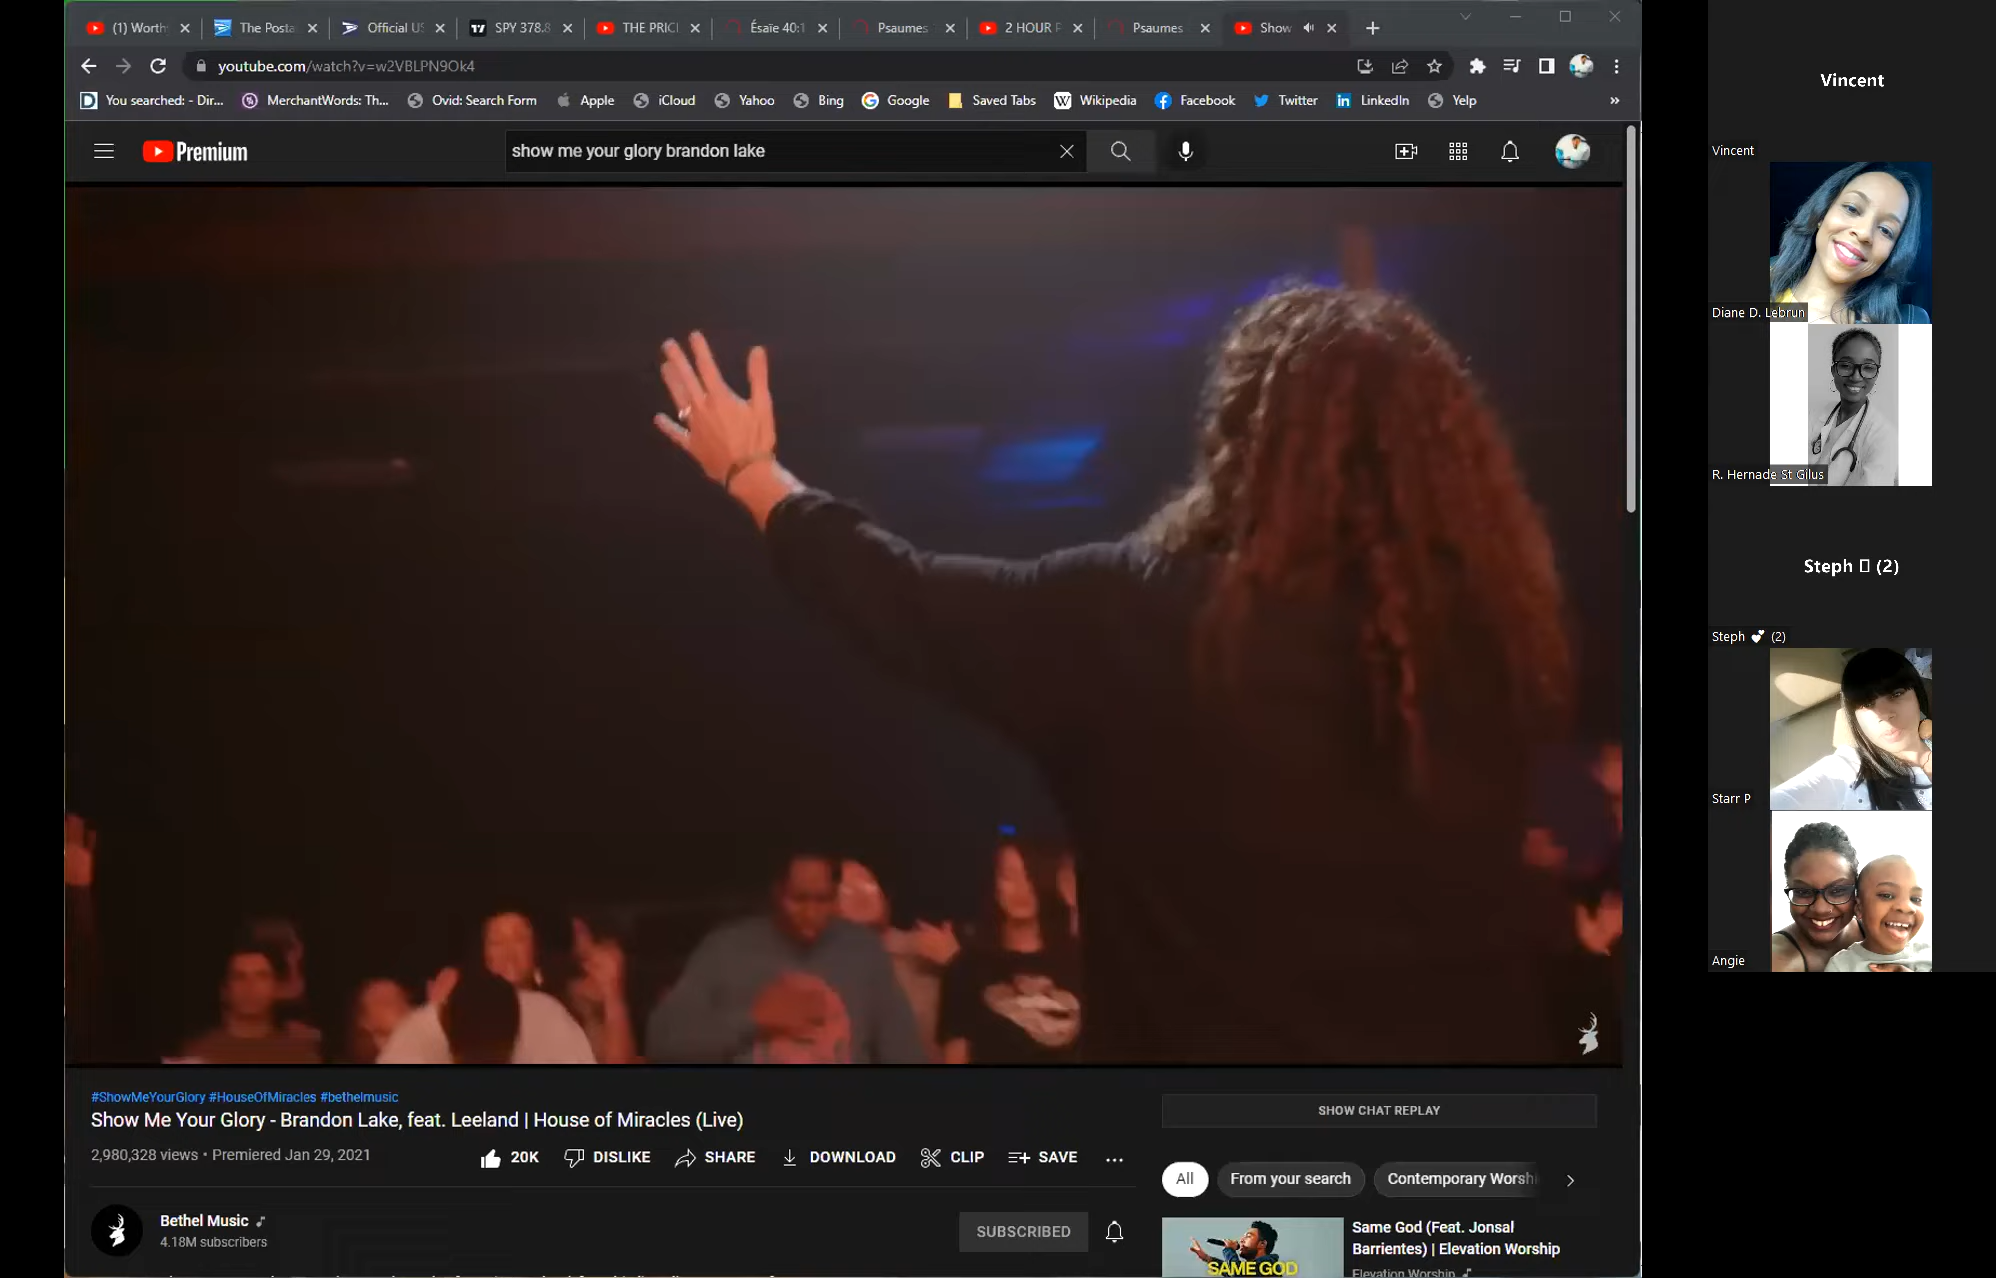 (1) Worth
The Posta
Official US
SPY 378.8
THE PRICE
Ésaïe 40:1
Psaumes
2 HOUR P
Psaumes
Show
youtube.com/watch?v=w2VBLPN9Ok4
You searched: - Dir...
MerchantWords: Th...
Ovid: Search Form
Apple
iCloud
Yahoo
Bing
Google
Saved Tabs
Wikipedia
Facebook
Twitter
LinkedIn
Yelp
»
Premium
show me your glory brandon lake
#ShowMeYourGlory #HouseOfMiracles #bethelmusic
Show Me Your Glory - Brandon Lake, feat. Leeland | House of Miracles (Live)
2,980,328 views • Premiered Jan 29, 2021
20K
DISLIKE
SHARE
DOWNLOAD
CLIP
SAVE
...
Bethel Music
4.18M subscribers
SUBSCRIBED
SHOW CHAT REPLAY
All
From your search
Contemporary Worshi
SAME GOD
Same God (Feat. Jonsal
Barrientes) | Elevation Worship
Elevation Worship
Vincent
Vincent
Diane D. Lebrun
R. Hernade St Gilus
Steph (2)
Steph 💕 (2)
Starr P
Angie